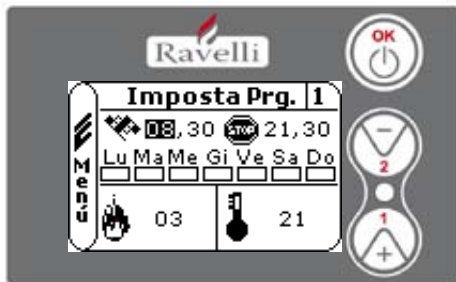 Ravelli
OK
Imposta Prg. 1
08,30 STOP 21,30
Lu Ma Me Gi Ve Sa Do
Menú
03 21
−
2
1
+